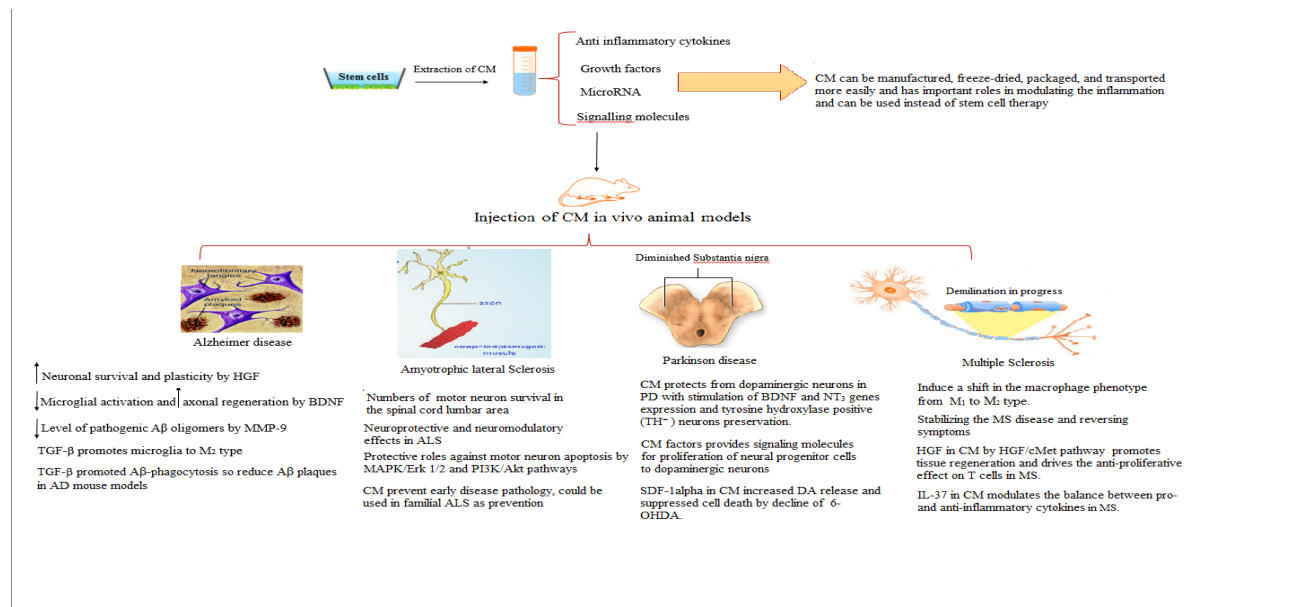 Stem cells
Extraction of CM
Anti inflammatory cytokines
Growth factors
MicroRNA
Signalling molecules
CM can be manufactured, freeze-dried, packaged, and transported
more easily and has important roles in modulating the inflammation
and can be used instead of stem cell therapy
Injection of CM in vivo animal models
Neurofibrillary
tangles
Amyloid
plaques
Alzheimer disease
↑ Neuronal survival and plasticity by HGF
↓ Microglial activation and ↑ axonal regeneration by BDNF
↓ Level of pathogenic Aβ oligomers by MMP-9
TGF-β promotes microglia to M₂ type
TGF-β promoted Aβ-phagocytosis so reduce Aβ plaques
in AD mouse models
axon
muscle
Amyotrophic lateral Sclerosis
Numbers of motor neuron survival in
the spinal cord lumbar area
Neuroprotective and neuromodulatory
effects in ALS
Protective roles against motor neuron apoptosis by
MAPK/Erk 1/2 and PI3K/Akt pathways
CM prevent early disease pathology, could be
used in familial ALS as prevention
Diminished Substantia nigra
Parkinson disease
CM protects from dopaminergic neurons in
PD with stimulation of BDNF and NT₃ genes
expression and tyrosine hydroxylase positive
(TH⁺ ) neurons preservation.
CM factors provides signaling molecules
for proliferation of neural progenitor cells
to dopaminergic neurons
SDF-1alpha in CM increased DA release and
suppressed cell death by decline of 6-
OHDA.
Demilination in progress
Multiple Sclerosis
Induce a shift in the macrophage phenotype
from M₁ to M₂ type.
Stabilizing the MS disease and reversing
symptoms
HGF in CM by HGF/cMet pathway promotes
tissue regeneration and drives the anti-proliferative
effect on T cells in MS.
IL-37 in CM modulates the balance between pro-
and anti-inflammatory cytokines in MS.